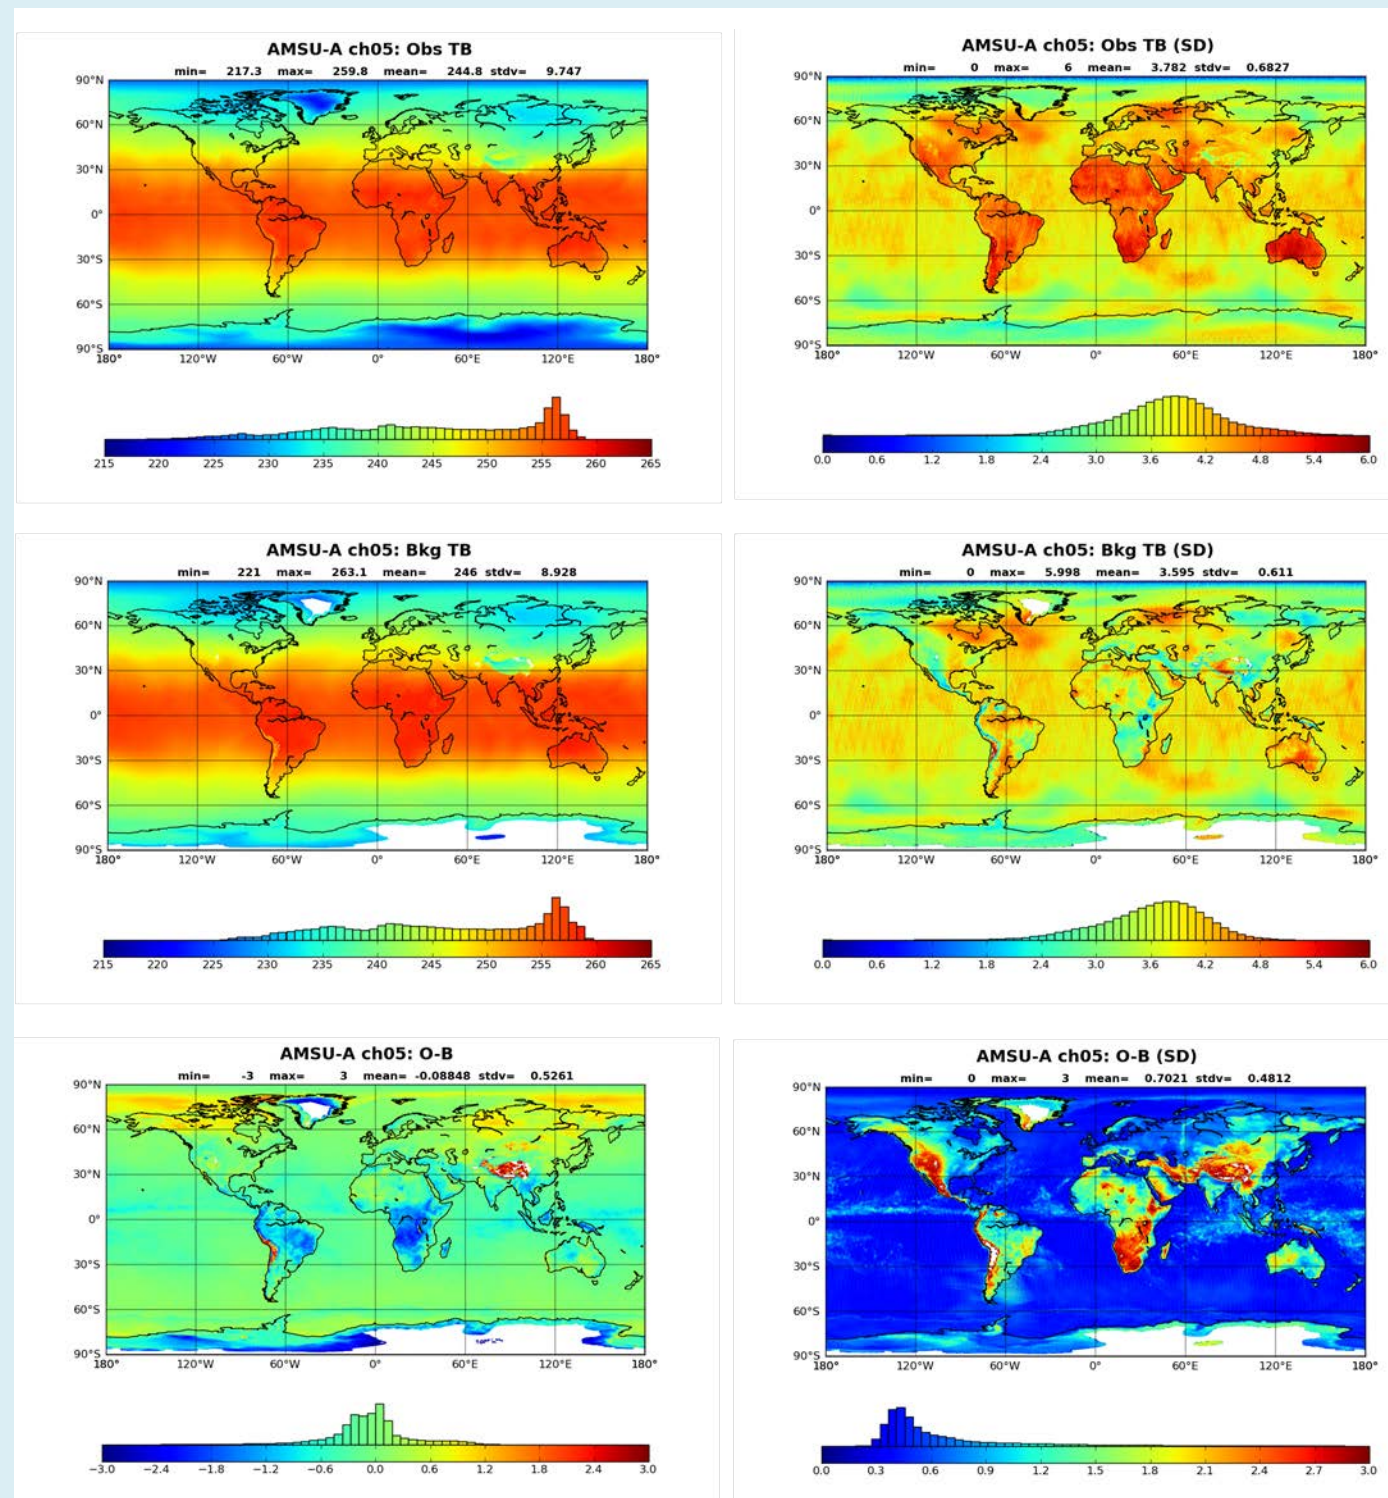 AMSU-A ch05: Obs TB
min= 217.3 max= 259.8 mean= 244.8 stdv= 9.747
90°N
60°N
30°N
0°
30°S
60°S
90°S
180° 120°W 60°W 0° 60°E 120°E 180°
215 220 225 230 235 240 245 250 255 260 265
AMSU-A ch05: Obs TB (SD)
min= 0 max= 6 mean= 3.782 stdv= 0.6827
90°N
60°N
30°N
0°
30°S
60°S
90°S
180° 120°W 60°W 0° 60°E 120°E 180°
0.0 0.6 1.2 1.8 2.4 3.0 3.6 4.2 4.8 5.4 6.0
AMSU-A ch05: Bkg TB
min= 221 max= 263.1 mean= 246 stdv= 8.928
90°N
60°N
30°N
0°
30°S
60°S
90°S
180° 120°W 60°W 0° 60°E 120°E 180°
215 220 225 230 235 240 245 250 255 260 265
AMSU-A ch05: Bkg TB (SD)
min= 0 max= 5.998 mean= 3.595 stdv= 0.611
90°N
60°N
30°N
0°
30°S
60°S
90°S
180° 120°W 60°W 0° 60°E 120°E 180°
0.0 0.6 1.2 1.8 2.4 3.0 3.6 4.2 4.8 5.4 6.0
AMSU-A ch05: O-B
min= -3 max= 3 mean= -0.08848 stdv= 0.5261
90°N
60°N
30°N
0°
30°S
60°S
90°S
180° 120°W 60°W 0° 60°E 120°E 180°
−3.0 −2.4 −1.8 −1.2 −0.6 0.0 0.6 1.2 1.8 2.4 3.0
AMSU-A ch05: O-B (SD)
min= 0 max= 3 mean= 0.7021 stdv= 0.4812
90°N
60°N
30°N
0°
30°S
60°S
90°S
180° 120°W 60°W 0° 60°E 120°E 180°
0.0 0.3 0.6 0.9 1.2 1.5 1.8 2.1 2.4 2.7 3.0